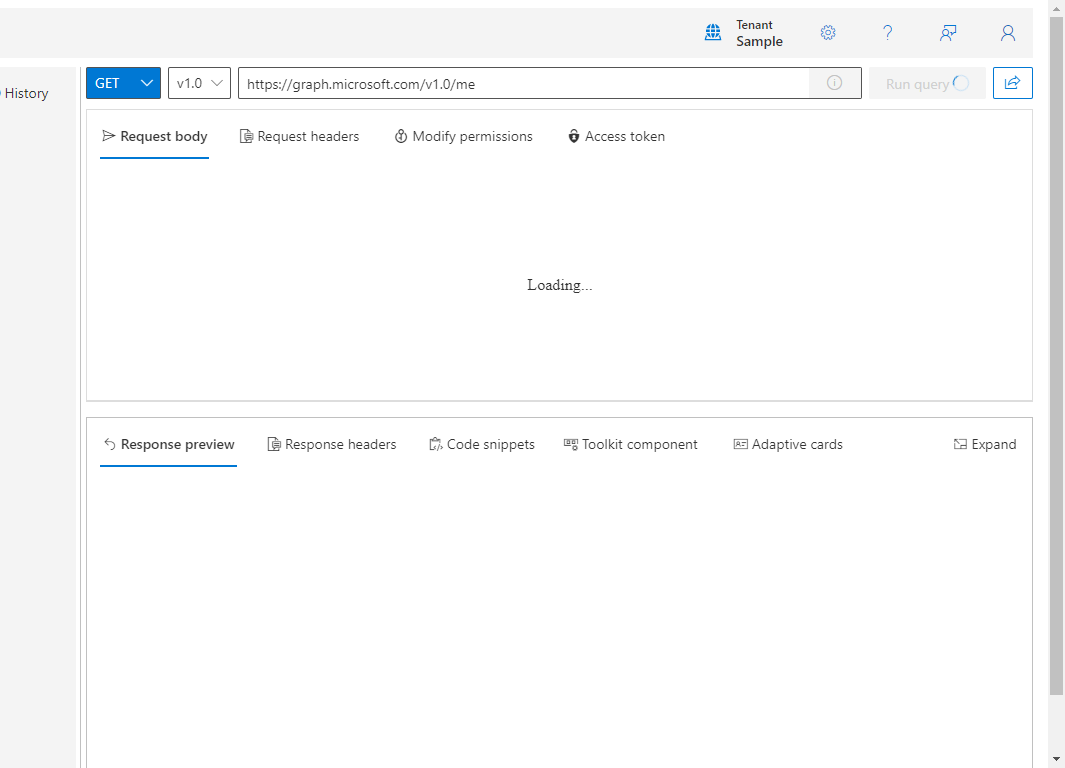 Tenant
Sample
?
History
GET
v1.0
https://graph.microsoft.com/v1.0/me
Run query
Request body
Request headers
Modify permissions
Access token
Loading...
Response preview
Response headers
Code snippets
Toolkit component
Adaptive cards
Expand